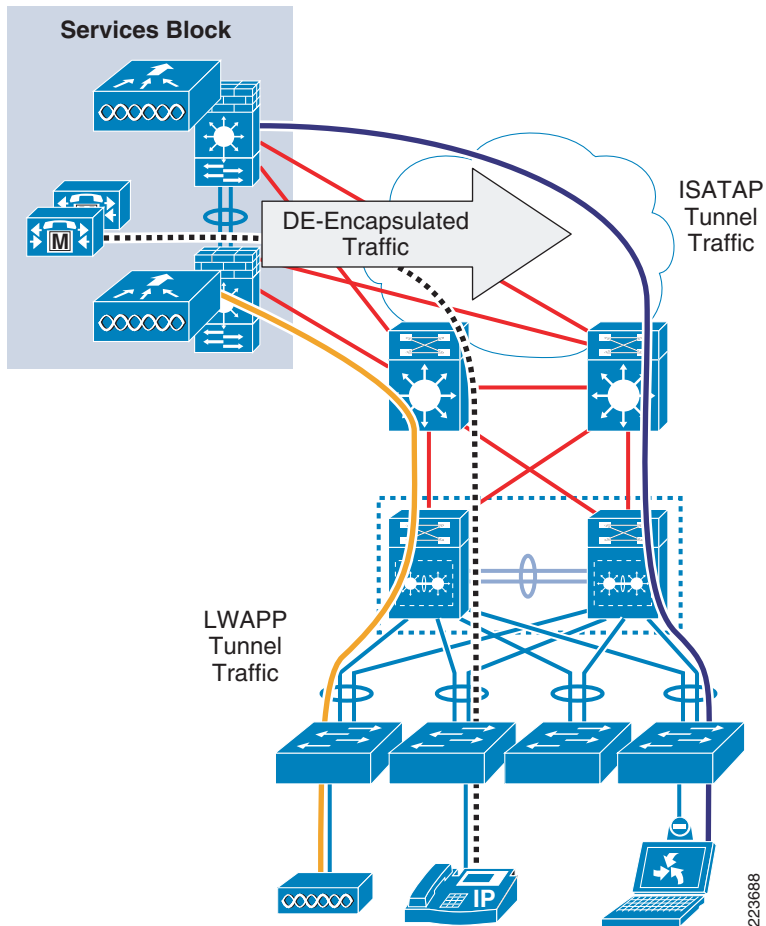 Services Block
ISATAP
Tunnel
Traffic
DE-Encapsulated
Traffic
M
LWAPP
Tunnel
Traffic
IP
223688